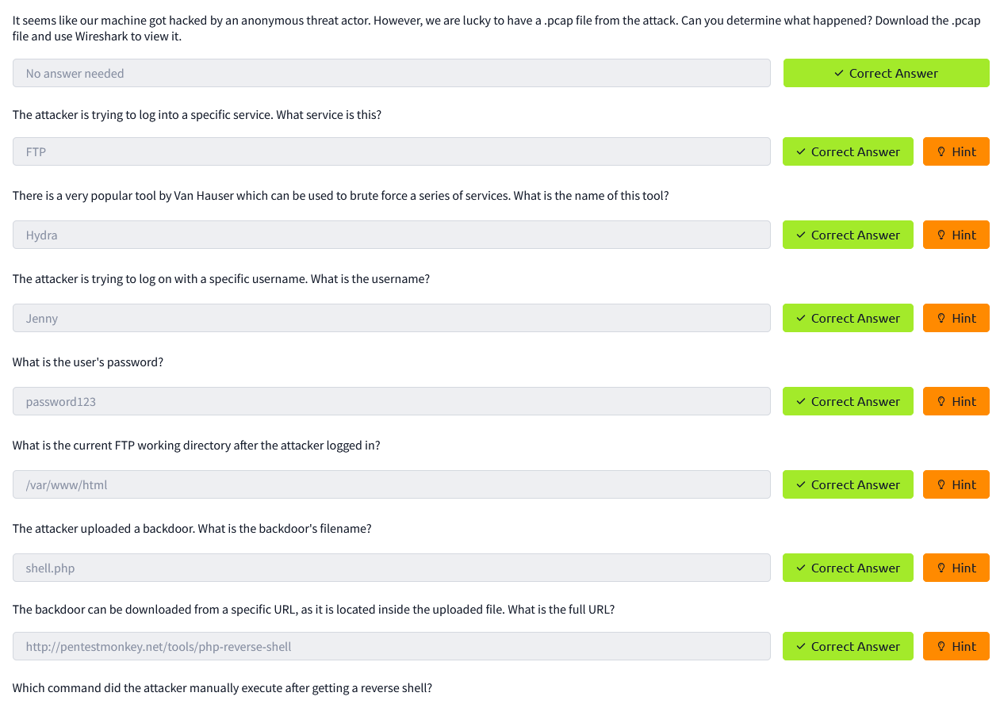 It seems like our machine got hacked by an anonymous threat actor. However, we are lucky to have a .pcap file from the attack. Can you determine what happened? Download the .pcap
file and use Wireshark to view it.
No answer needed
Correct Answer
The attacker is trying to log into a specific service. What service is this?
FTP
Correct Answer
Hint
There is a very popular tool by Van Hauser which can be used to brute force a series of services. What is the name of this tool?
Hydra
Correct Answer
Hint
The attacker is trying to log on with a specific username. What is the username?
Jenny
Correct Answer
Hint
What is the user's password?
password123
Correct Answer
Hint
What is the current FTP working directory after the attacker logged in?
/var/www/html
Correct Answer
Hint
The attacker uploaded a backdoor. What is the backdoor's filename?
shell.php
Correct Answer
Hint
The backdoor can be downloaded from a specific URL, as it is located inside the uploaded file. What is the full URL?
http://pentestmonkey.net/tools/php-reverse-shell
Correct Answer
Hint
Which command did the attacker manually execute after getting a reverse shell?